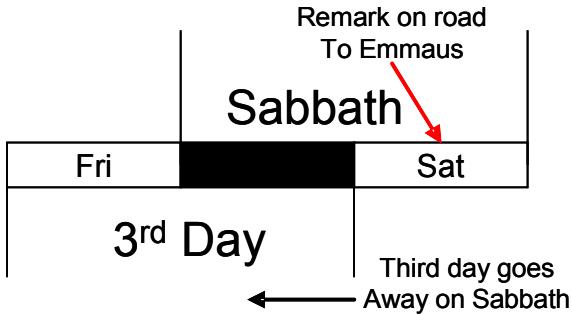 Remark on road
To Emmaus
Sabbath
Fri
Sat
3rd Day
Third day goes
Away on Sabbath